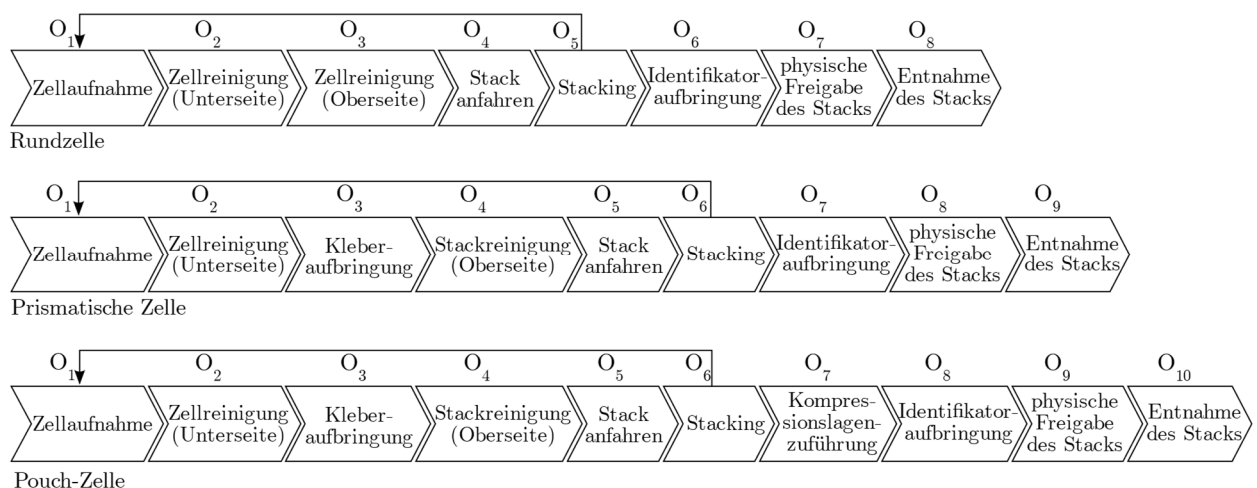 O1 O2 O3 O4 O5 O6 O7 O8
Zellaufnahme
Zellreinigung
(Unterseite)
Zellreinigung
(Oberseite)
Stack
anfahren
Stacking
Identifikator-
aufbringung
physische
Freigabe
des Stacks
Entnahme
des Stacks
Rundzelle
O1 O2 O3 O4 O5 O6 O7 O8 O9
Zellaufnahme
Zellreinigung
(Unterseite)
Kleber-
aufbringung
Stackreinigung
(Oberseite)
Stack
anfahren
Stacking
Identifikator-
aufbringung
physische
Freigabe
des Stacks
Entnahme
des Stacks
Prismatische Zelle
O1 O2 O3 O4 O5 O6 O7 O8 O9 O10
Zellaufnahme
Zellreinigung
(Unterseite)
Kleber-
aufbringung
Stackreinigung
(Oberseite)
Stack
anfahren
Stacking
Kompres-
sionslagen-
zuführung
Identifikator-
aufbringung
physische
Freigabe
des Stacks
Entnahme
des Stacks
Pouch-Zelle